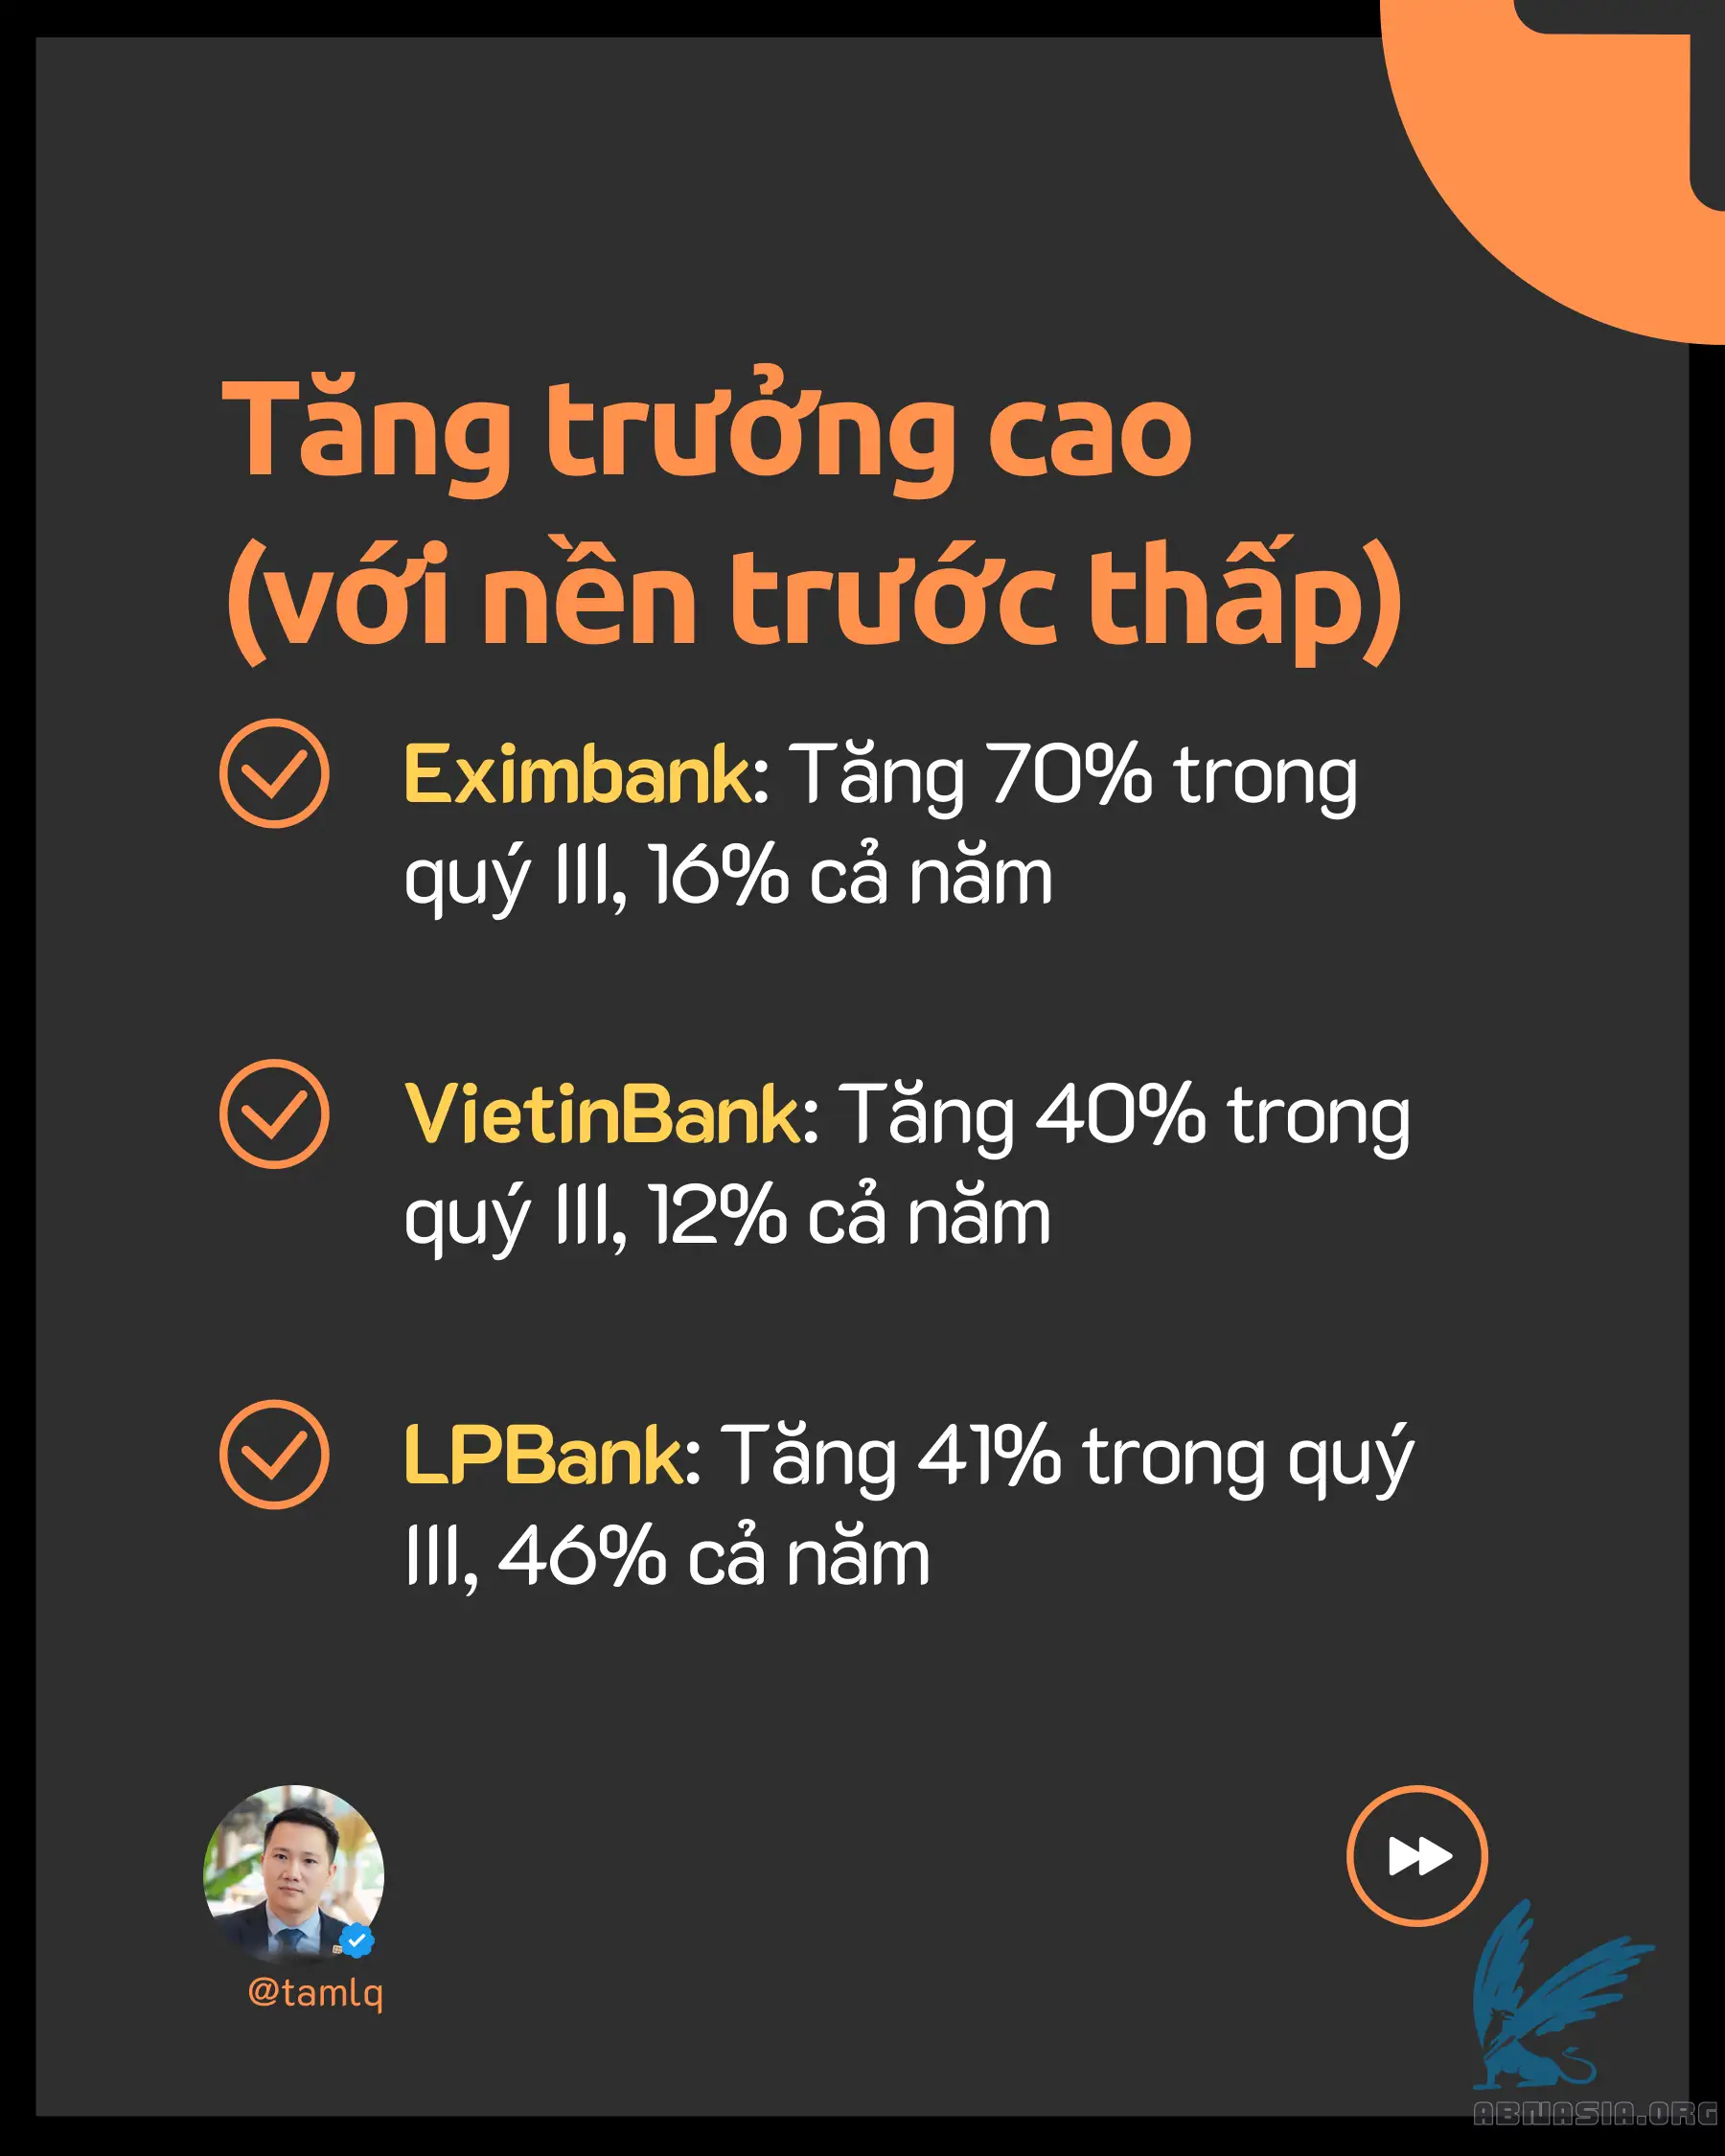 Tăng trưởng cao
(với nền trước thấp)
Eximbank: Tăng 70% trong
quý III, 16% cả năm
VietinBank: Tăng 40% trong
quý III, 12% cả năm
LPBank: Tăng 41% trong quý
III, 46% cả năm
@tamlq
ABNASIA.ORG